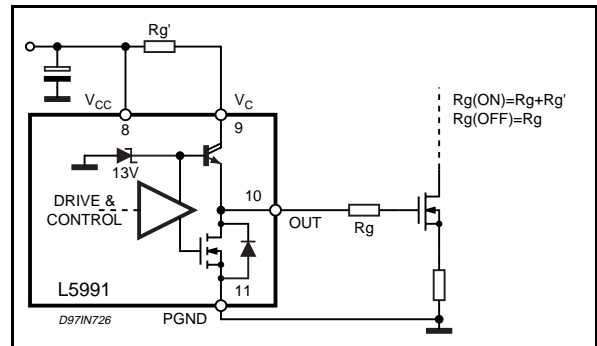 Rg'
VCC
VC
8
9
Rg(ON)=Rg+Rg'
Rg(OFF)=Rg
13V
DRIVE &
CONTROL
10
OUT
Rg
L5991
11
D97IN726
PGND